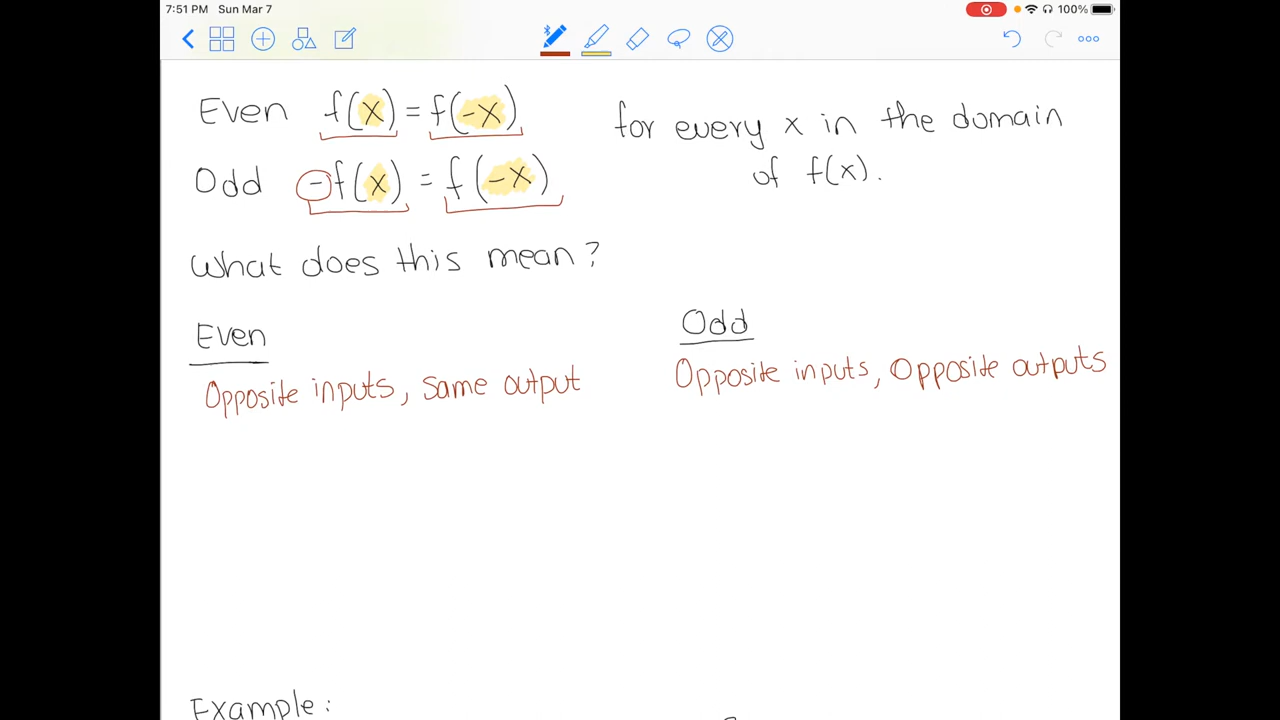 7:51 PM Sun Mar 7
100%
Even f(x) = f(-x) for every x in the domain
of f(x).
Odd -f(x) = f(-x)
What does this mean?
Even
Opposite inputs, same output
Odd
Opposite inputs, Opposite outputs
Example: